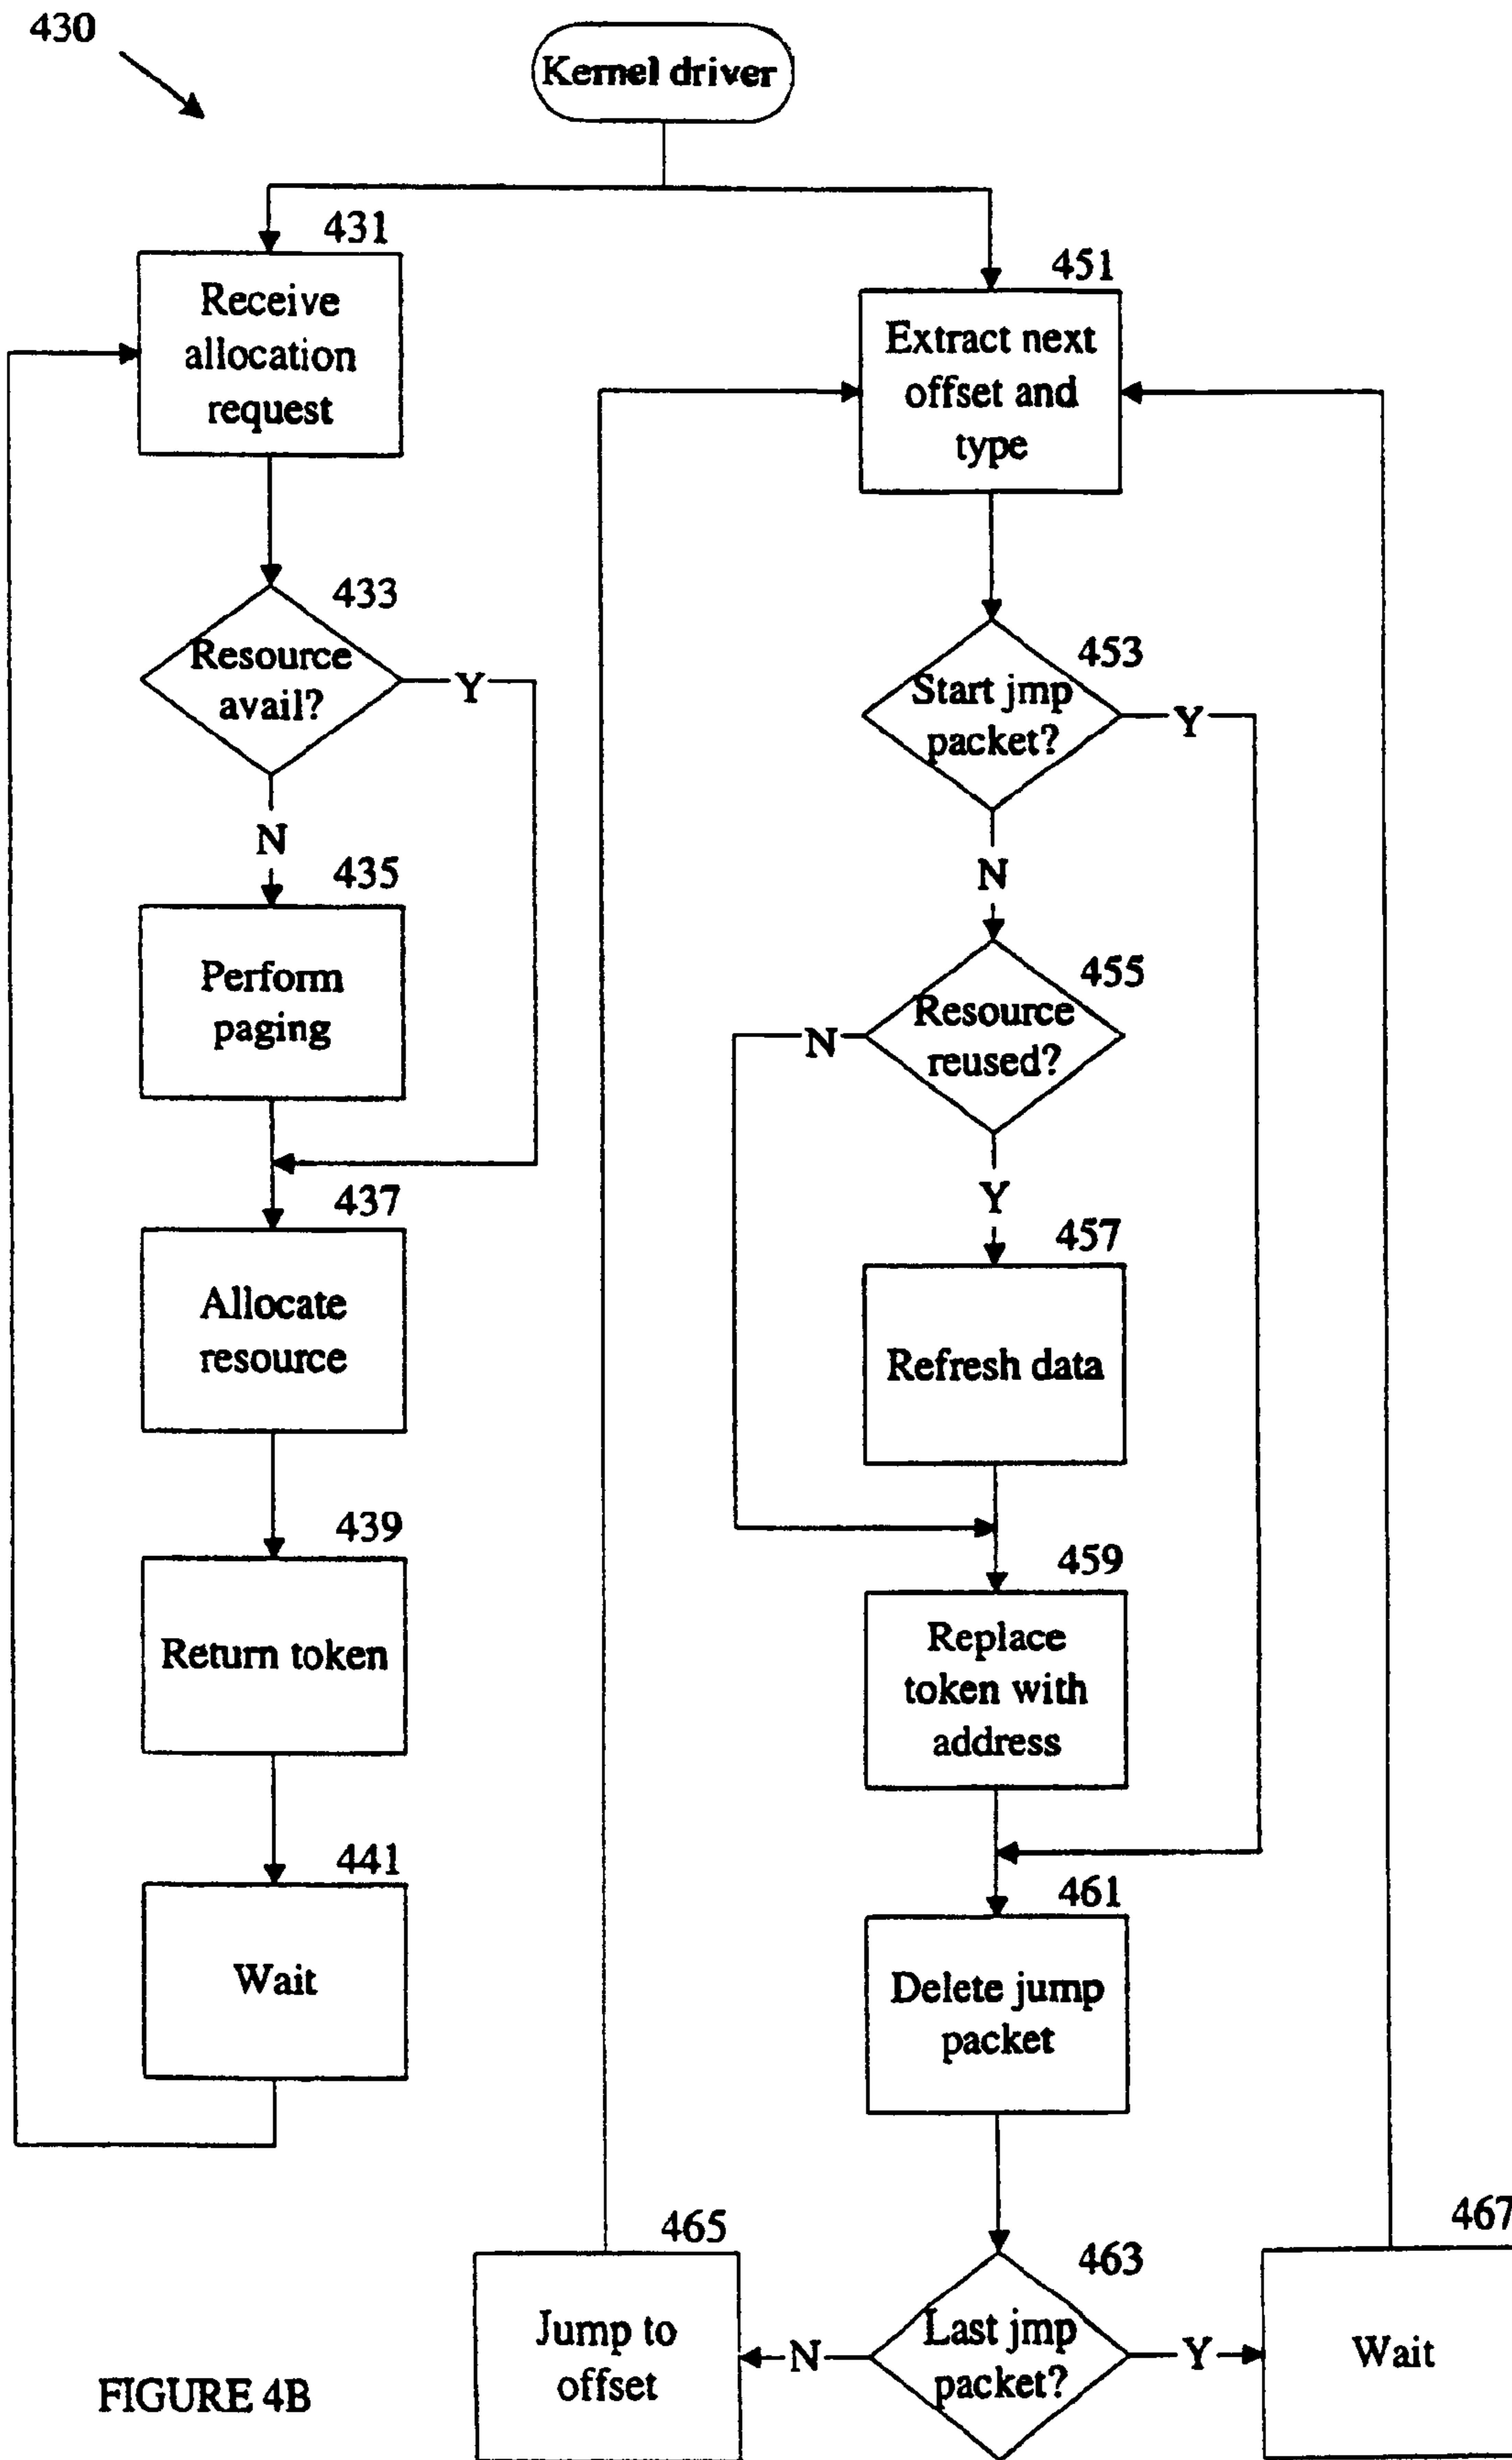 430
Kernel driver
431
Receive
allocation
request
433
Resource
avail?
Y
N
435
Perform
paging
437
Allocate
resource
439
Return token
441
Wait
451
Extract next
offset and
type
453
Start jmp
packet?
Y
N
455
Resource
reused?
N
Y
457
Refresh data
459
Replace
token with
address
461
Delete jump
packet
463
Last jmp
packet?
N
Y
465
Jump to
offset
467
Wait
FIGURE 4B